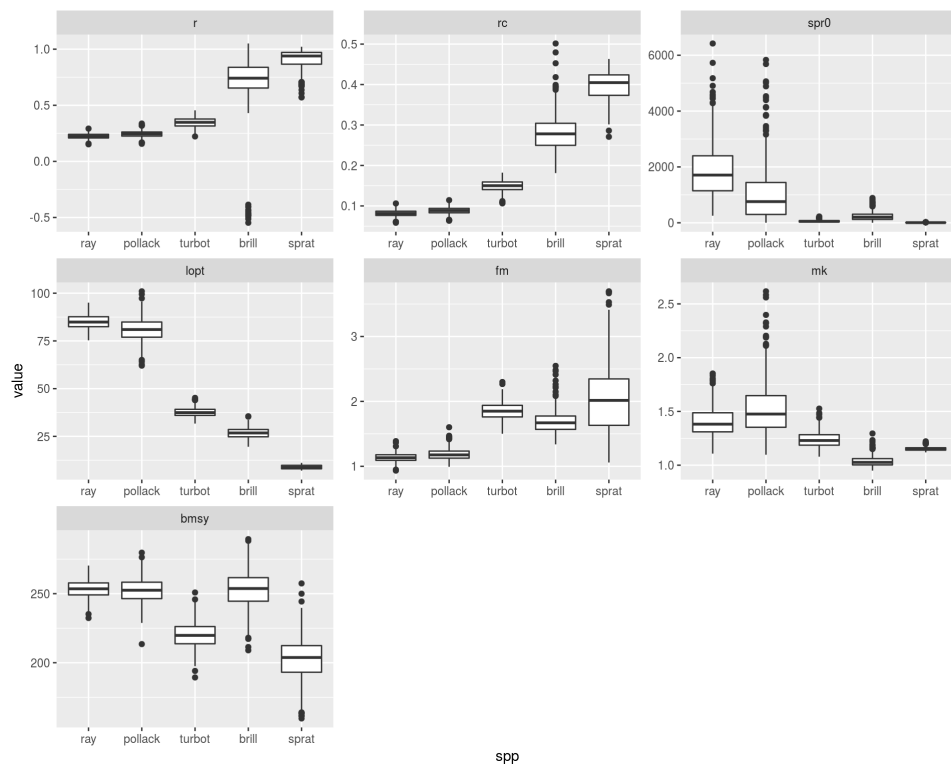 r
rc
spr0
1.0
0.5
0.0
-0.5
0.5
0.4
0.3
0.2
0.1
6000
4000
2000
0
ray pollack turbot brill sprat
ray pollack turbot brill sprat
ray pollack turbot brill sprat
lopt
fm
mk
100
75
50
25
3
2
1
2.5
2.0
1.5
1.0
ray pollack turbot brill sprat
ray pollack turbot brill sprat
ray pollack turbot brill sprat
value
bmsy
250
200
ray pollack turbot brill sprat
spp